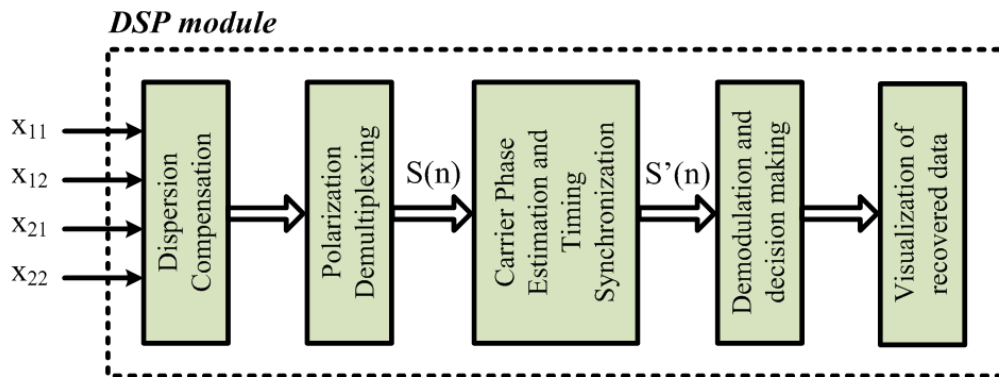 DSP module
x11
x12
x21
x22
Dispersion
Compensation
Polarization
Demultiplexing
S(n)
Carrier Phase
Estimation and
Timing
Synchronization
S’(n)
Demodulation and
decision making
Visualization of
recovered data